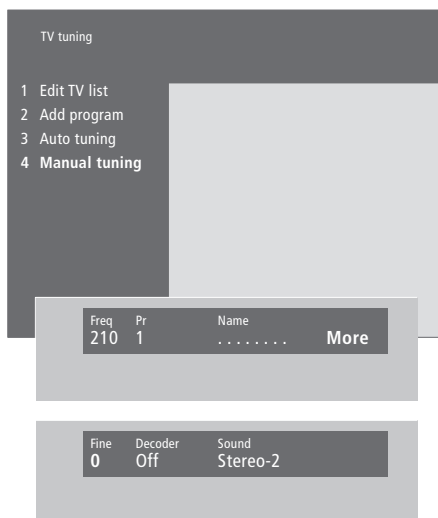 TV tuning
1 Edit TV list
2 Add program
3 Auto tuning
4 Manual tuning
Freq Pr Name
210 1 . . . . . . . . More
Fine Decoder Sound
0 Off Stereo-2